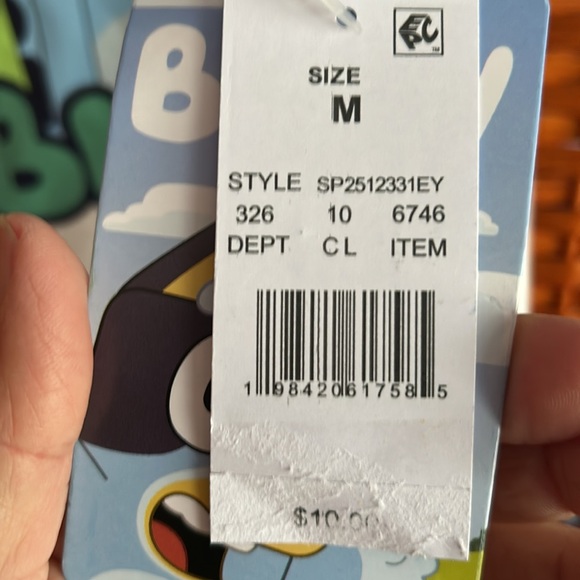 SIZE
M
STYLE SP2512331EY
326 10 6746
DEPT CL ITEM
1 98420 61758 5
$10.00